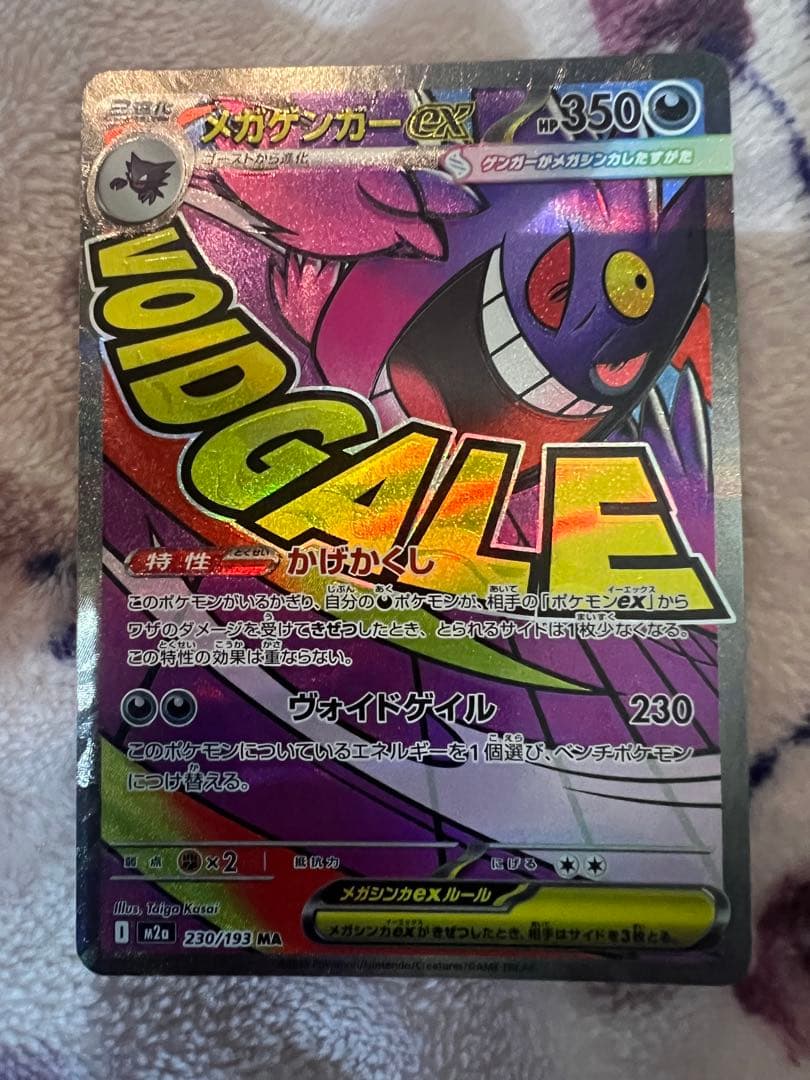 2進化
メガゲンガーex
HP350
ゴーストから進化
ゲンガーがメガシンカしたすがた
VOID GALE
特性 とくせい かげかくし
このポケモンがいるかぎり、自分のポケモンが、相手の「ポケモンex」から
ワザのダメージを受けてきぜつしたとき、とられるサイドは1枚少なくなる。
この特性の効果は重ならない。
ヴォイドゲイル 230
このポケモンについているエネルギーを1個選び、ベンチポケモン
につけ替える。
弱点 ×2 抵抗力 にげる
メガシンカexルール
メガシンカexがきぜつしたとき、相手はサイドを3枚とる。
Illus. Taiga Kasai
I M2a 230/193 MA